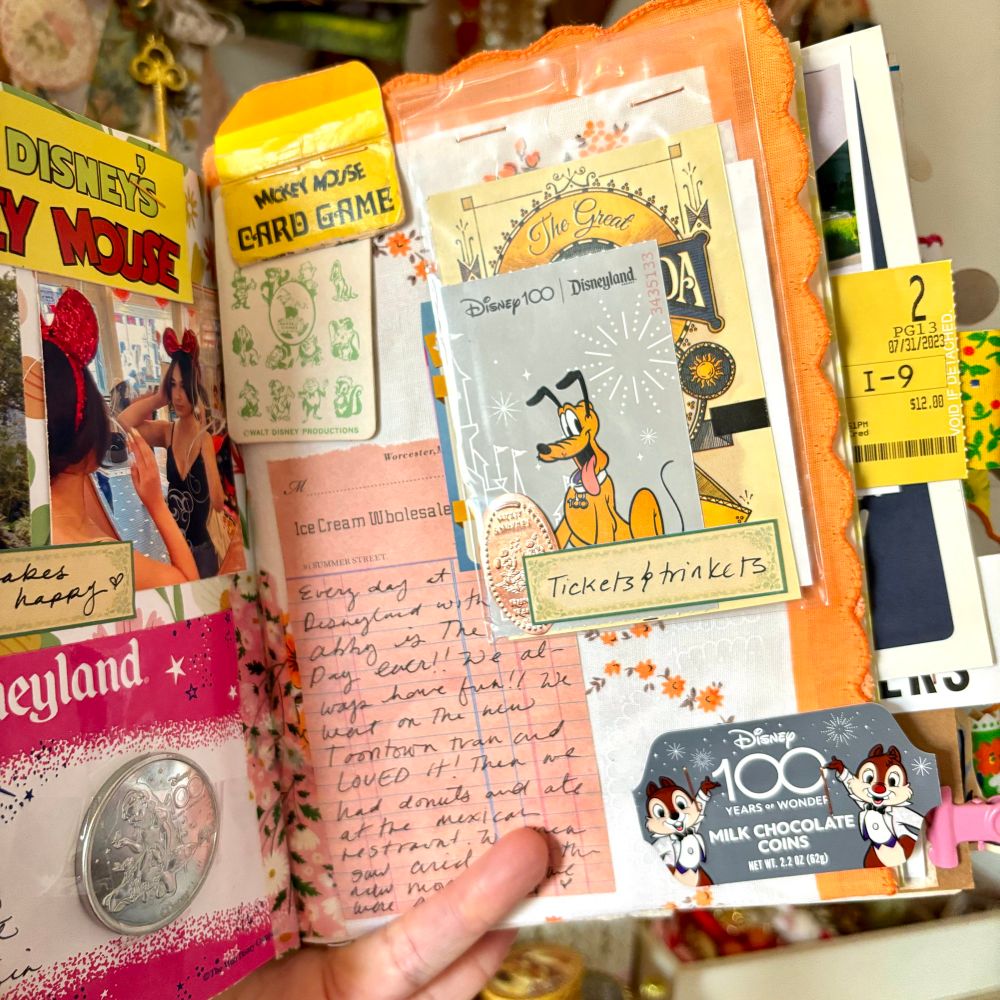 DISNEY'S
MOUSE
akes
happy
neyland
MICKEY MOUSE
CARD GAME
©WALT DISNEY PRODUCTIONS
Worcester,
M
Ice Cream Wholesale
SUMMER STREET.
Every day at
Disneyland with
abby is The
Day ever!! We al-
ways have fun!! We
went on the new
Toontown train and
LOVED IT! Then we
had donuts and ate
at the mexican
The Great
DA
Disney100 | Disneyland
3435133
100
Tickets & trinkets
2
PG13
07/31/2023
I-9
$12.00
VOID IF DETACHED
Disney
100
YEARS OF WONDER
MILK CHOCOLATE
COINS
NET WT. 2.2 OZ (62g)